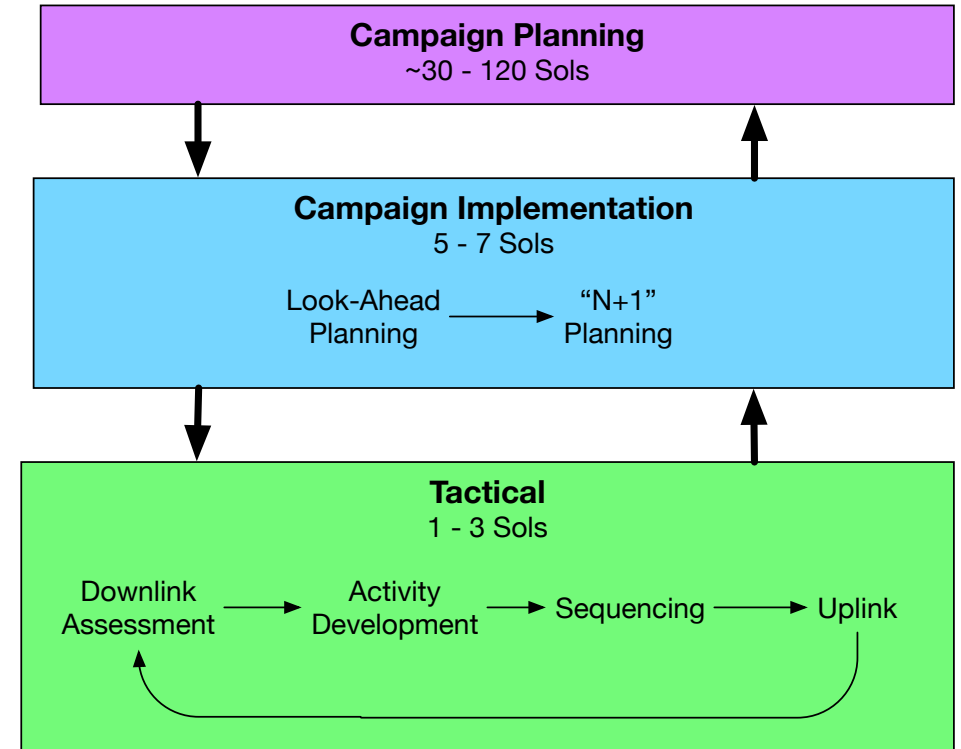 Campaign Planning
~30 - 120 Sols
Campaign Implementation
5 - 7 Sols
Look-Ahead
Planning
“N+1”
Planning
Tactical
1 - 3 Sols
Downlink
Assessment
Activity
Development
Sequencing
Uplink